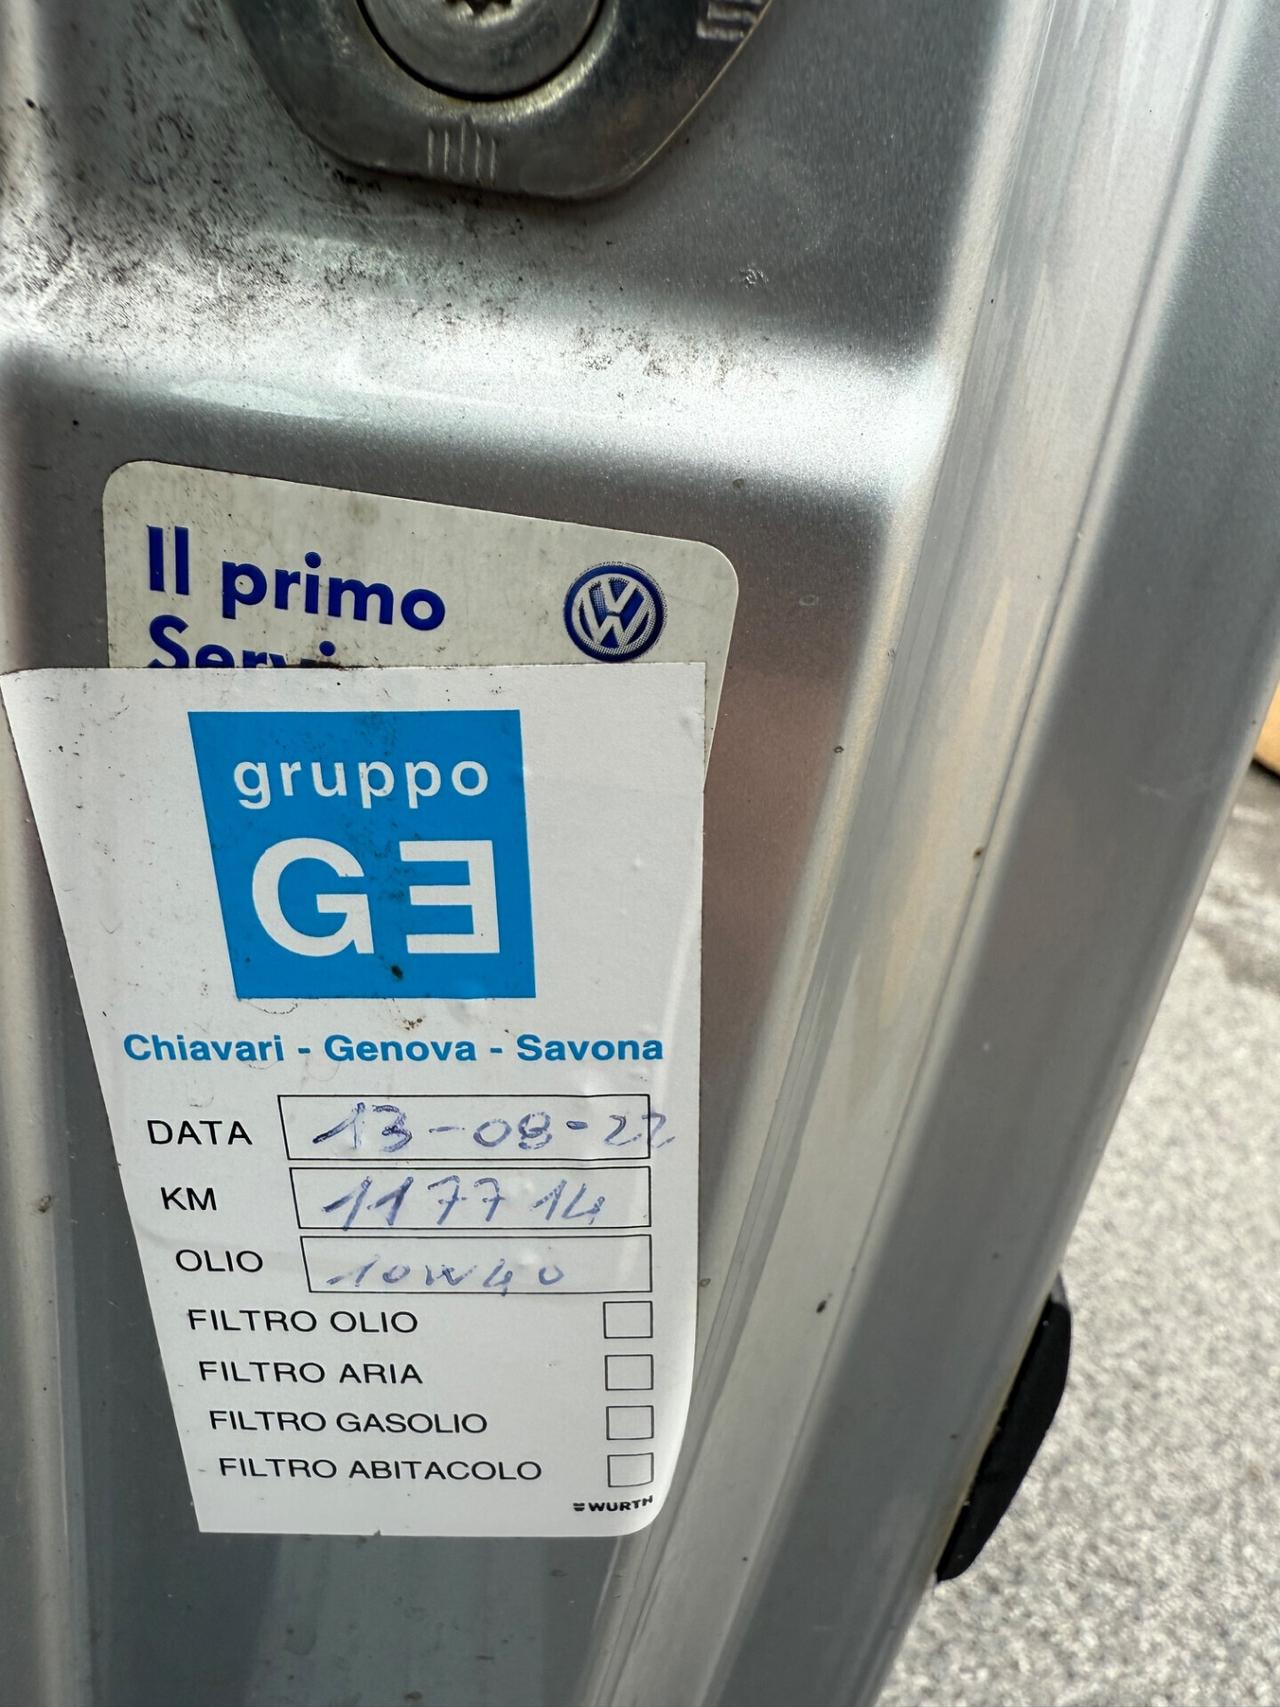 Il primo
gruppo
GE
Chiavari - Genova - Savona
DATA 13-08-22
KM 117714
OLIO 10W40
FILTRO OLIO
FILTRO ARIA
FILTRO GASOLIO
FILTRO ABITACOLO
WURTH